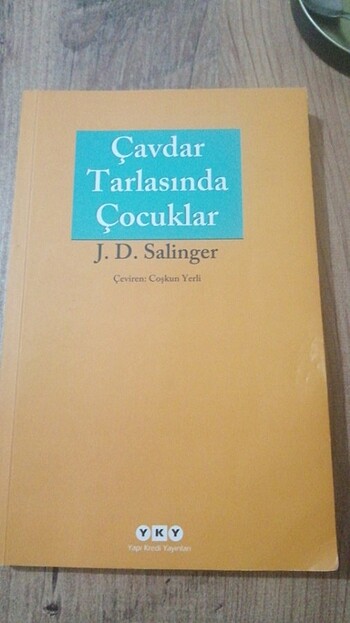 Çavdar
Tarlasında
Çocuklar
J. D. Salinger
Çeviren: Coşkun Yerli
YKY
Yapı Kredi Yayınları